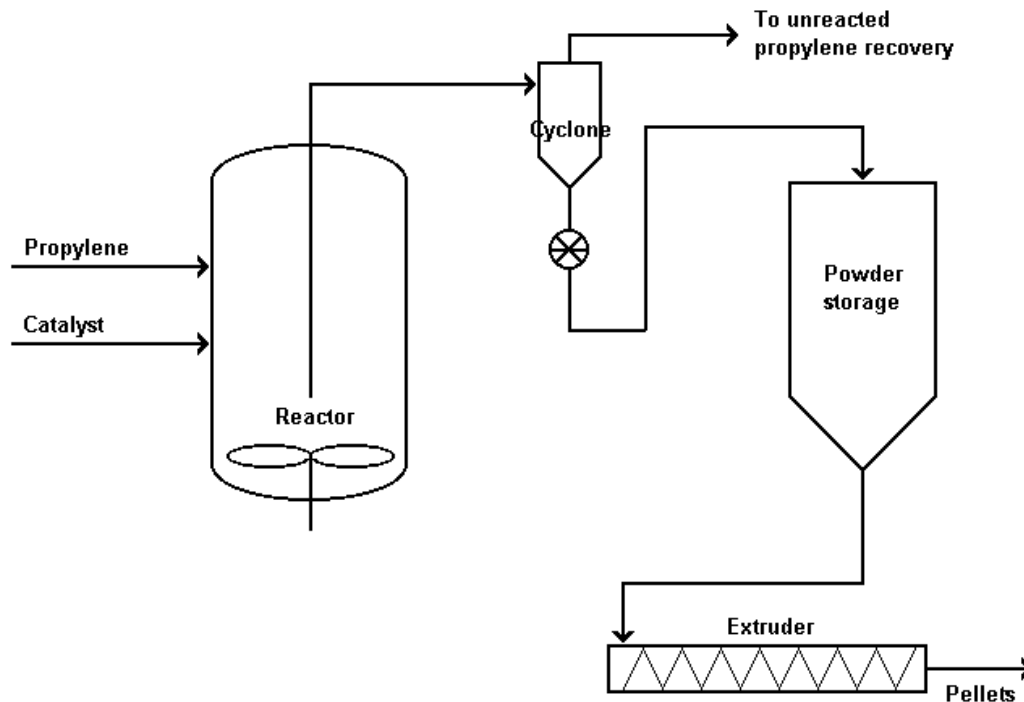 To unreacted
propylene recovery
Cyclone
Propylene
Catalyst
Reactor
Powder
storage
Extruder
Pellets